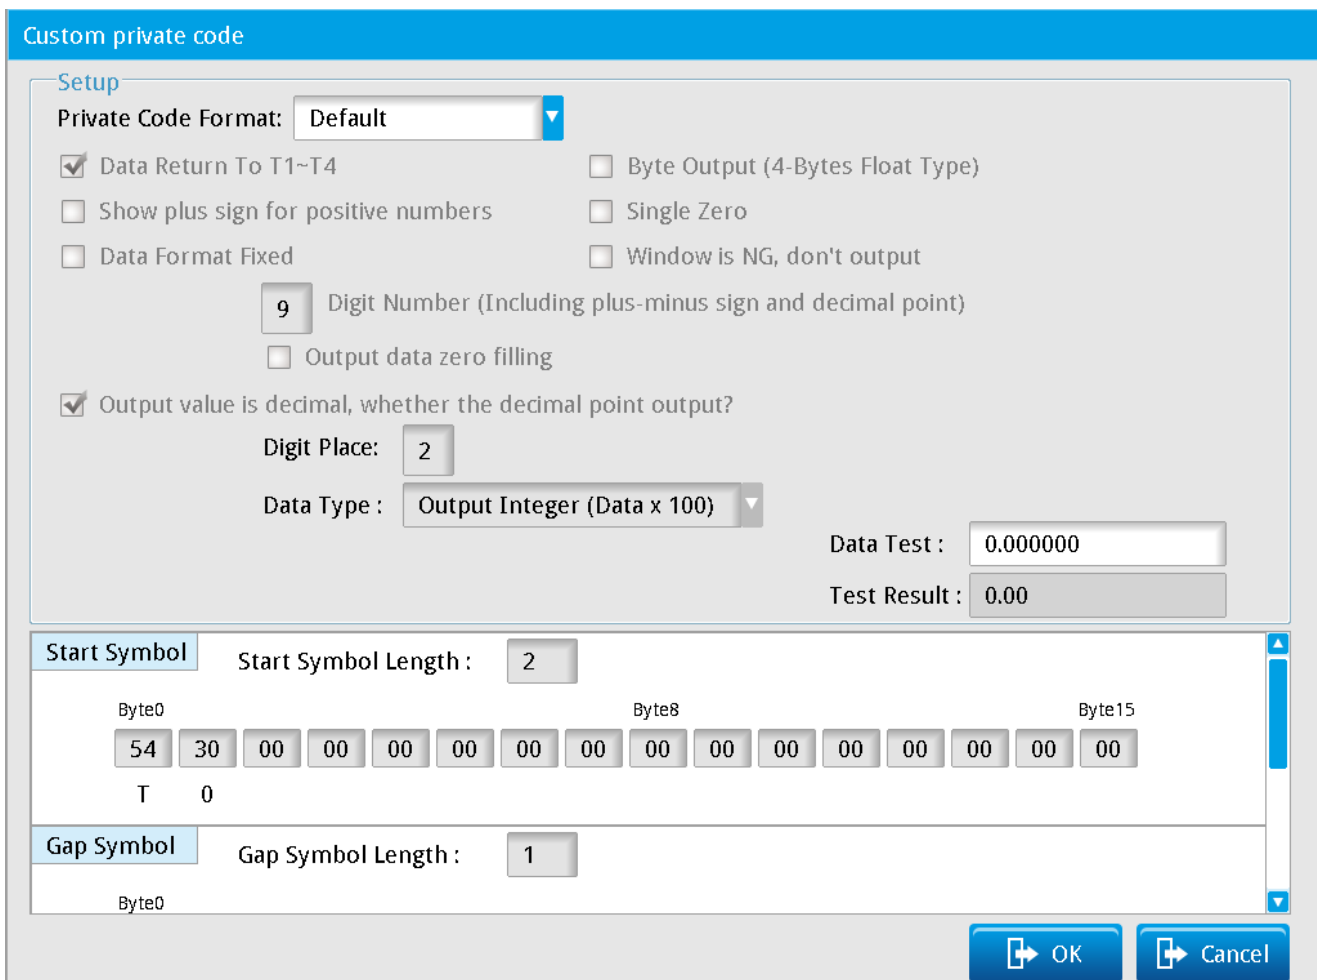 Custom private code
Setup
Private Code Format: Default
Data Return To T1~T4
Byte Output (4-Bytes Float Type)
Show plus sign for positive numbers
Single Zero
Data Format Fixed
Window is NG, don't output
9 Digit Number (Including plus-minus sign and decimal point)
Output data zero filling
Output value is decimal, whether the decimal point output?
Digit Place: 2
Data Type : Output Integer (Data x 100)
Data Test : 0.000000
Test Result : 0.00
Start Symbol Start Symbol Length : 2
Byte0 Byte8 Byte15
54 30 00 00 00 00 00 00 00 00 00 00 00 00 00 00
T 0
Gap Symbol Gap Symbol Length : 1
Byte0
OK Cancel